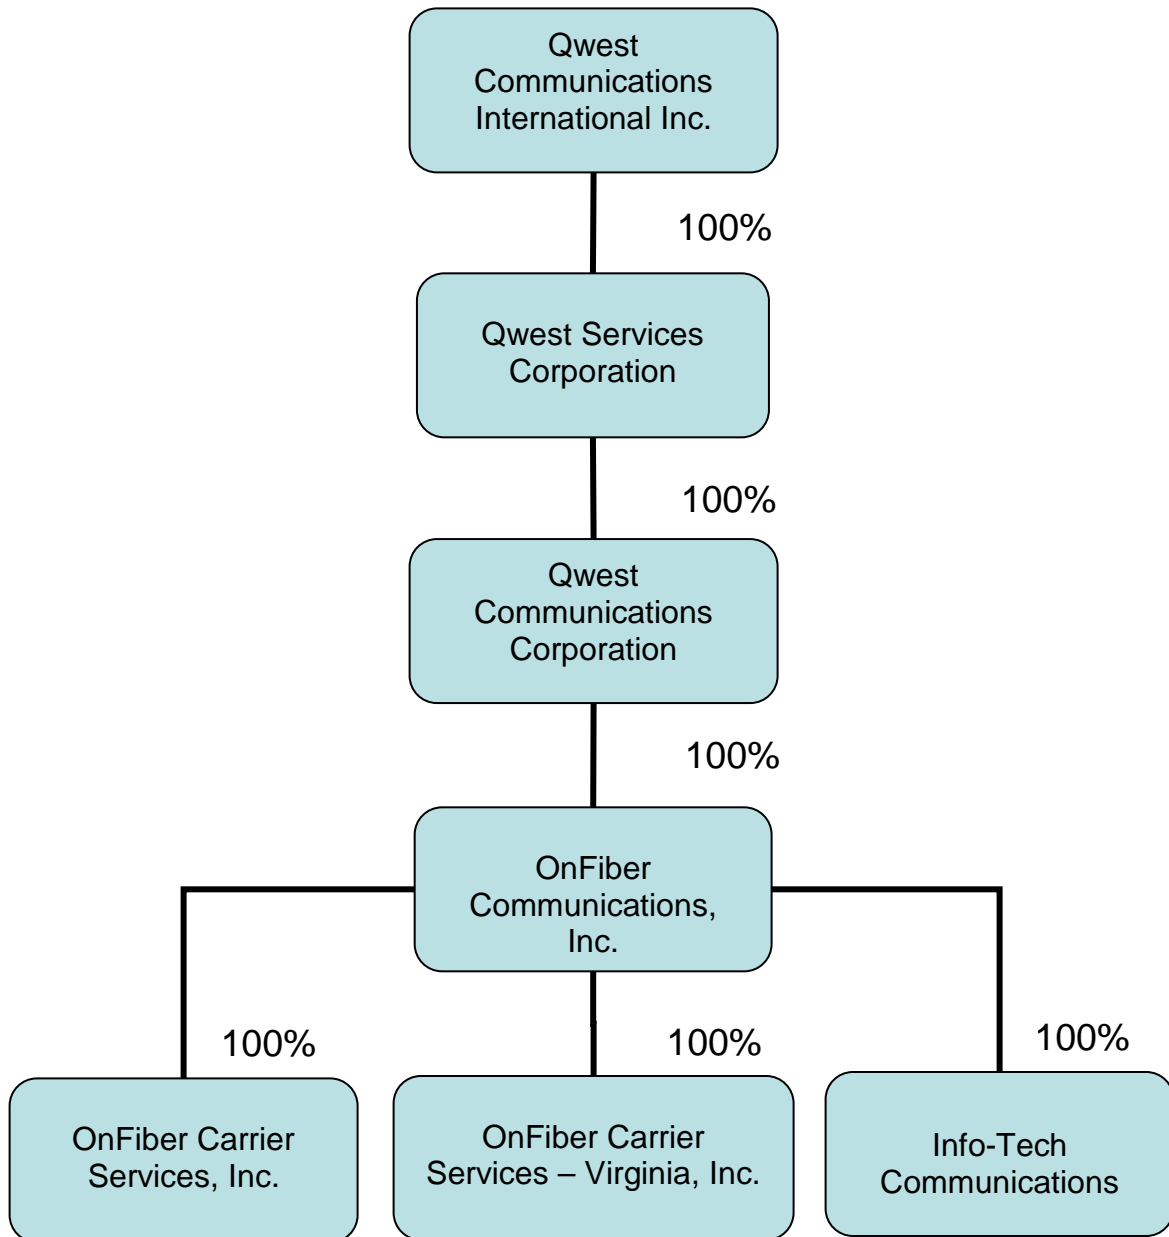 Qwest
Communications
International Inc.
100%
Qwest Services
Corporation
100%
Qwest
Communications
Corporation
100%
OnFiber
Communications,
Inc.
100%
100%
100%
OnFiber Carrier
Services, Inc.
OnFiber Carrier
Services – Virginia, Inc.
Info-Tech
Communications